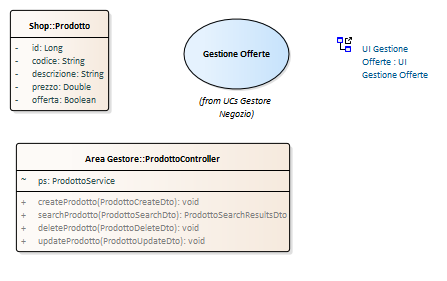 Shop::Prodotto
- id: Long
- codice: String
- descrizione: String
- prezzo: Double
- offerta: Boolean
Gestione Offerte
(from UCs Gestore
Negozio)
UI Gestione
Offerte : UI
Gestione Offerte
Area Gestore::ProdottoController
~ ps: ProdottoService
+ createProdotto(ProdottoCreateDto): void
+ searchProdotto(ProdottoSearchDto): ProdottoSearchResultsDto
+ deleteProdotto(ProdottoDeleteDto): void
+ updateProdotto(ProdottoUpdateDto): void